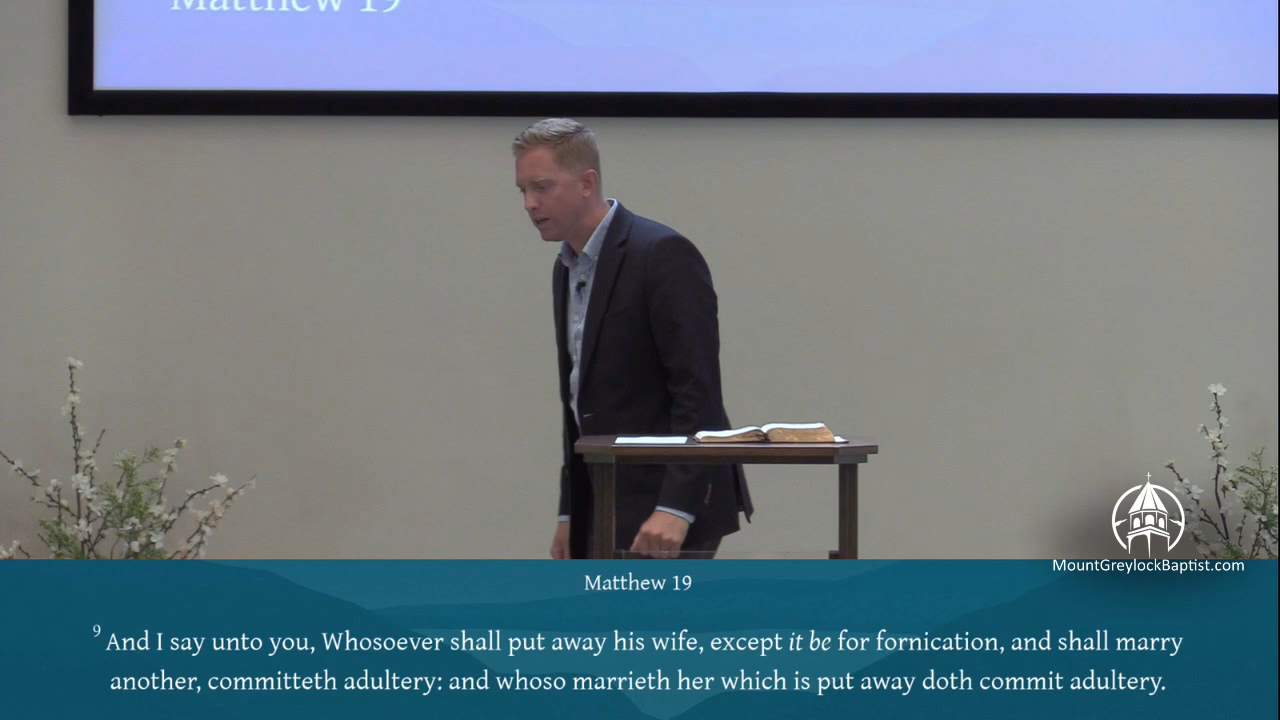 Matthew 19
MountGreylockBaptist.com
Matthew 19
9 And I say unto you, Whosoever shall put away his wife, except it be for fornication, and shall marry
another, committeth adultery: and whoso marrieth her which is put away doth commit adultery.